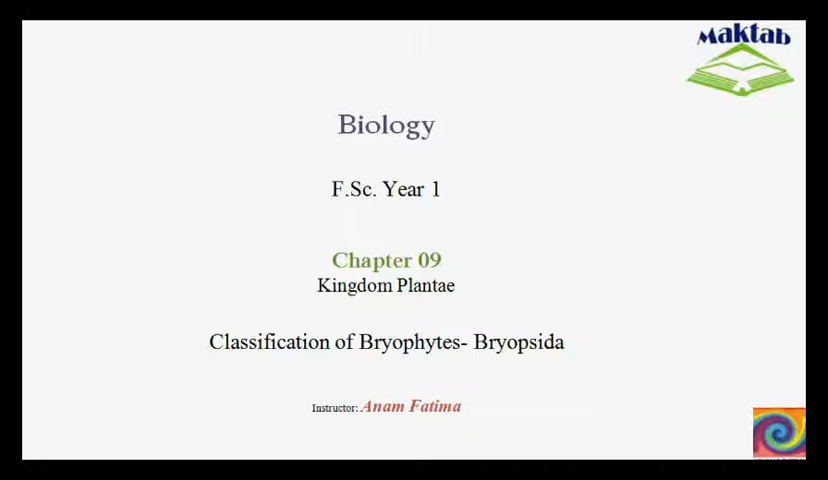 Maktab
Biology
F.Sc. Year 1
Chapter 09
Kingdom Plantae
Classification of Bryophytes- Bryopsida
Instructor: Anam Fatima